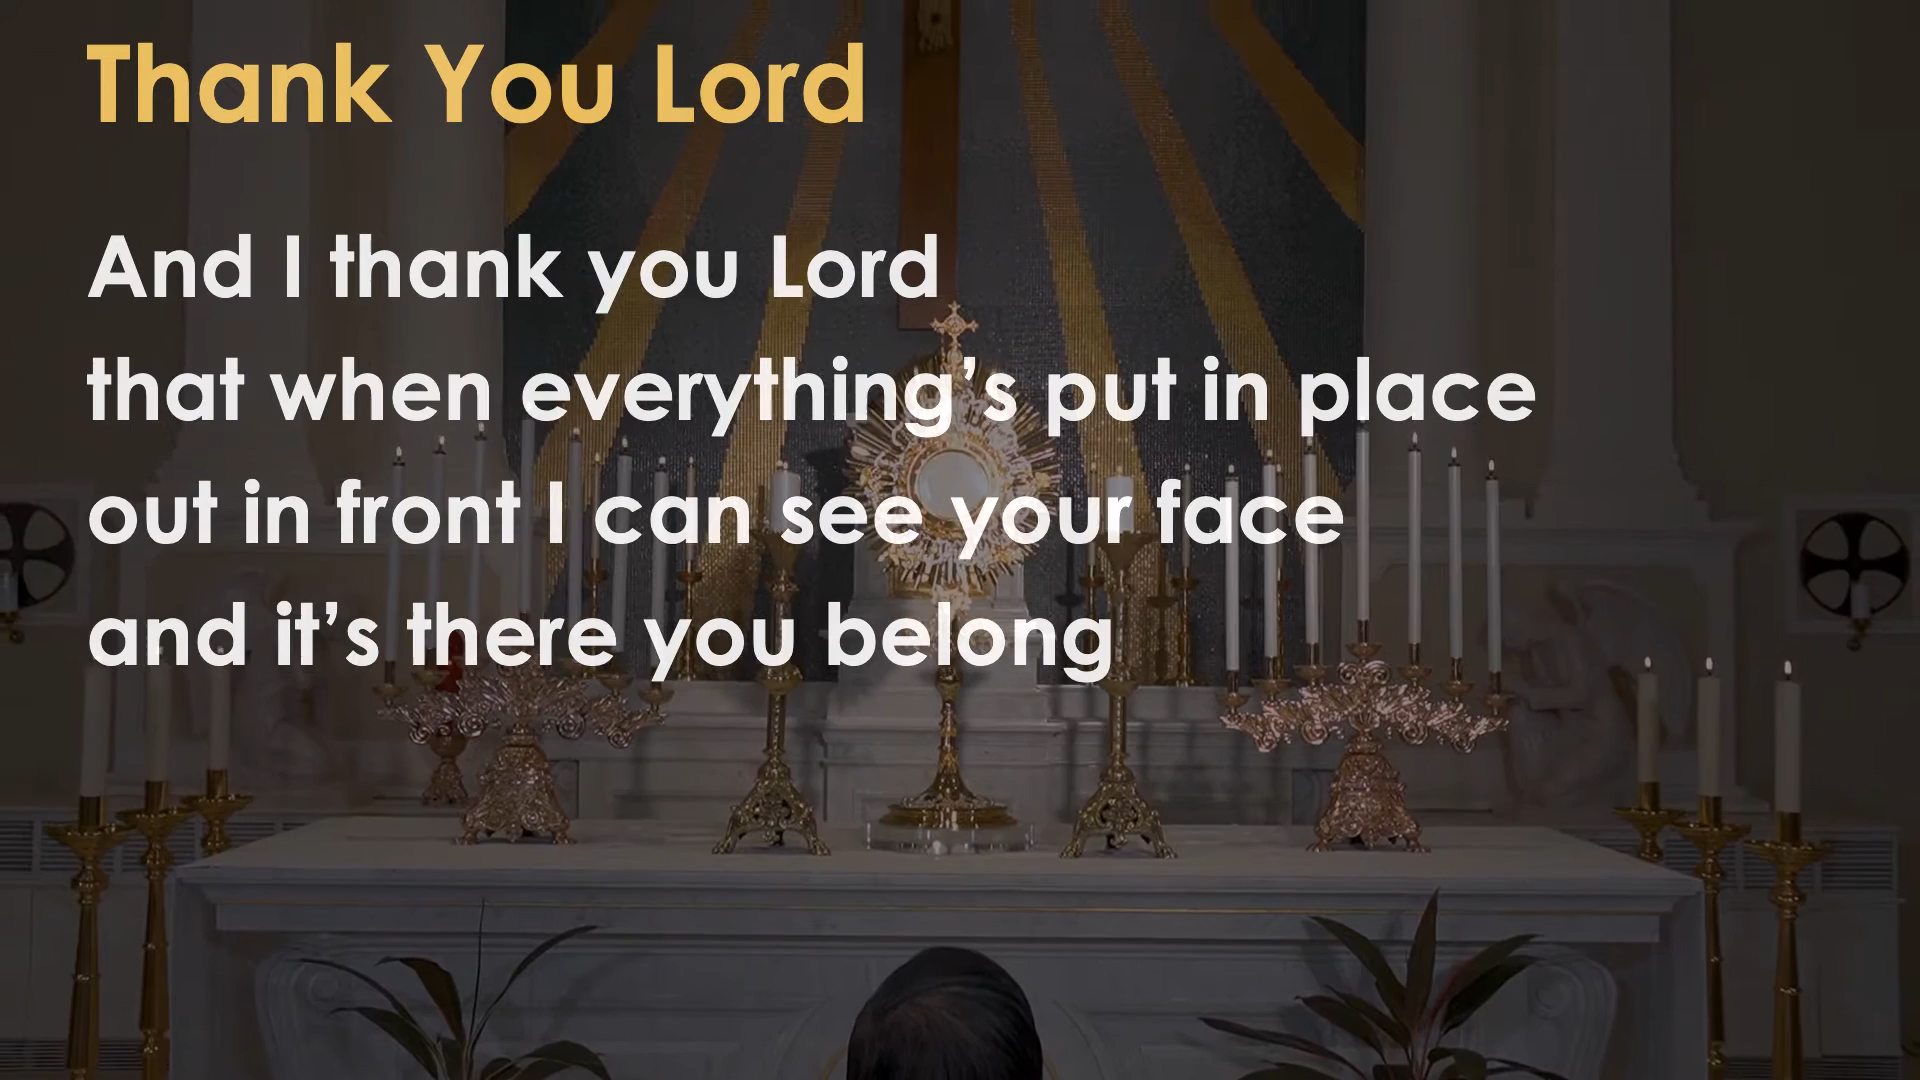 Thank You Lord
And I thank you Lord
that when everything’s put in place
out in front I can see your face
and it’s there you belong